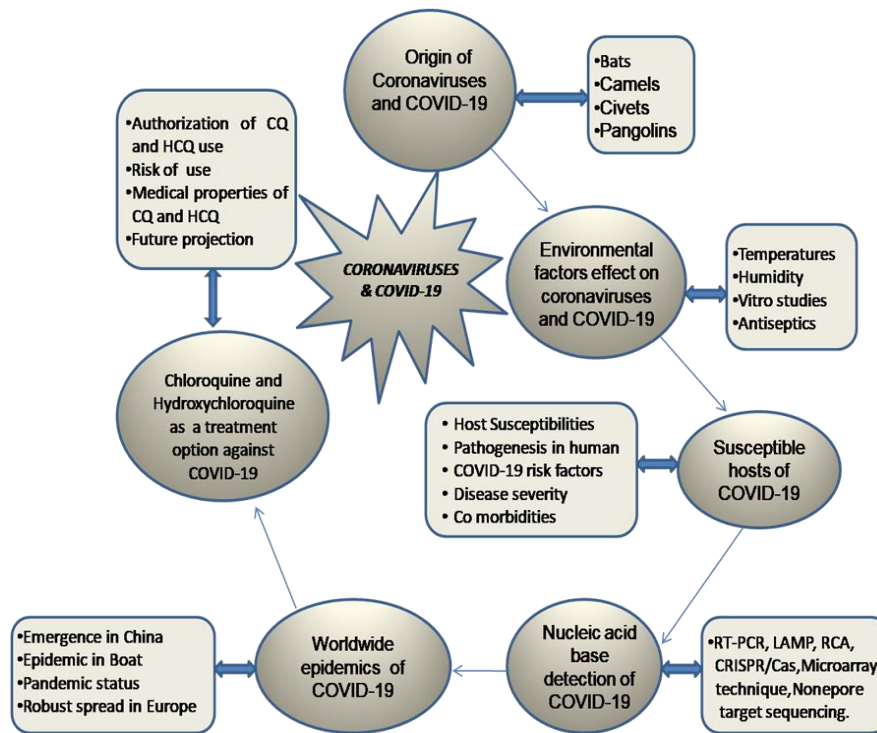 Origin of
Coronaviruses
and COVID-19
•Bats
•Camels
•Civets
•Pangolins
•Authorization of CQ
and HCQ use
•Risk of use
•Medical properties of
CQ and HCQ
•Future projection
CORONAVIRUSES
& COVID-19
Environmental
factors effect on
coronaviruses
and COVID-19
•Temperatures
•Humidity
•Vitro studies
•Antiseptics
Chloroquine and
Hydroxychloroquine
as a treatment
option against
COVID-19
• Host Susceptibilities
• Pathogenesis in human
• COVID-19 risk factors
• Disease severity
• Co morbidities
Susceptible
hosts of
COVID-19
•Emergence in China
•Epidemic in Boat
•Pandemic status
•Robust spread in Europe
Worldwide
epidemics of
COVID-19
Nucleic acid
base
detection of
COVID-19
•RT-PCR, LAMP, RCA,
CRISPR/Cas,Microarray
technique,Nonepore
target sequencing.